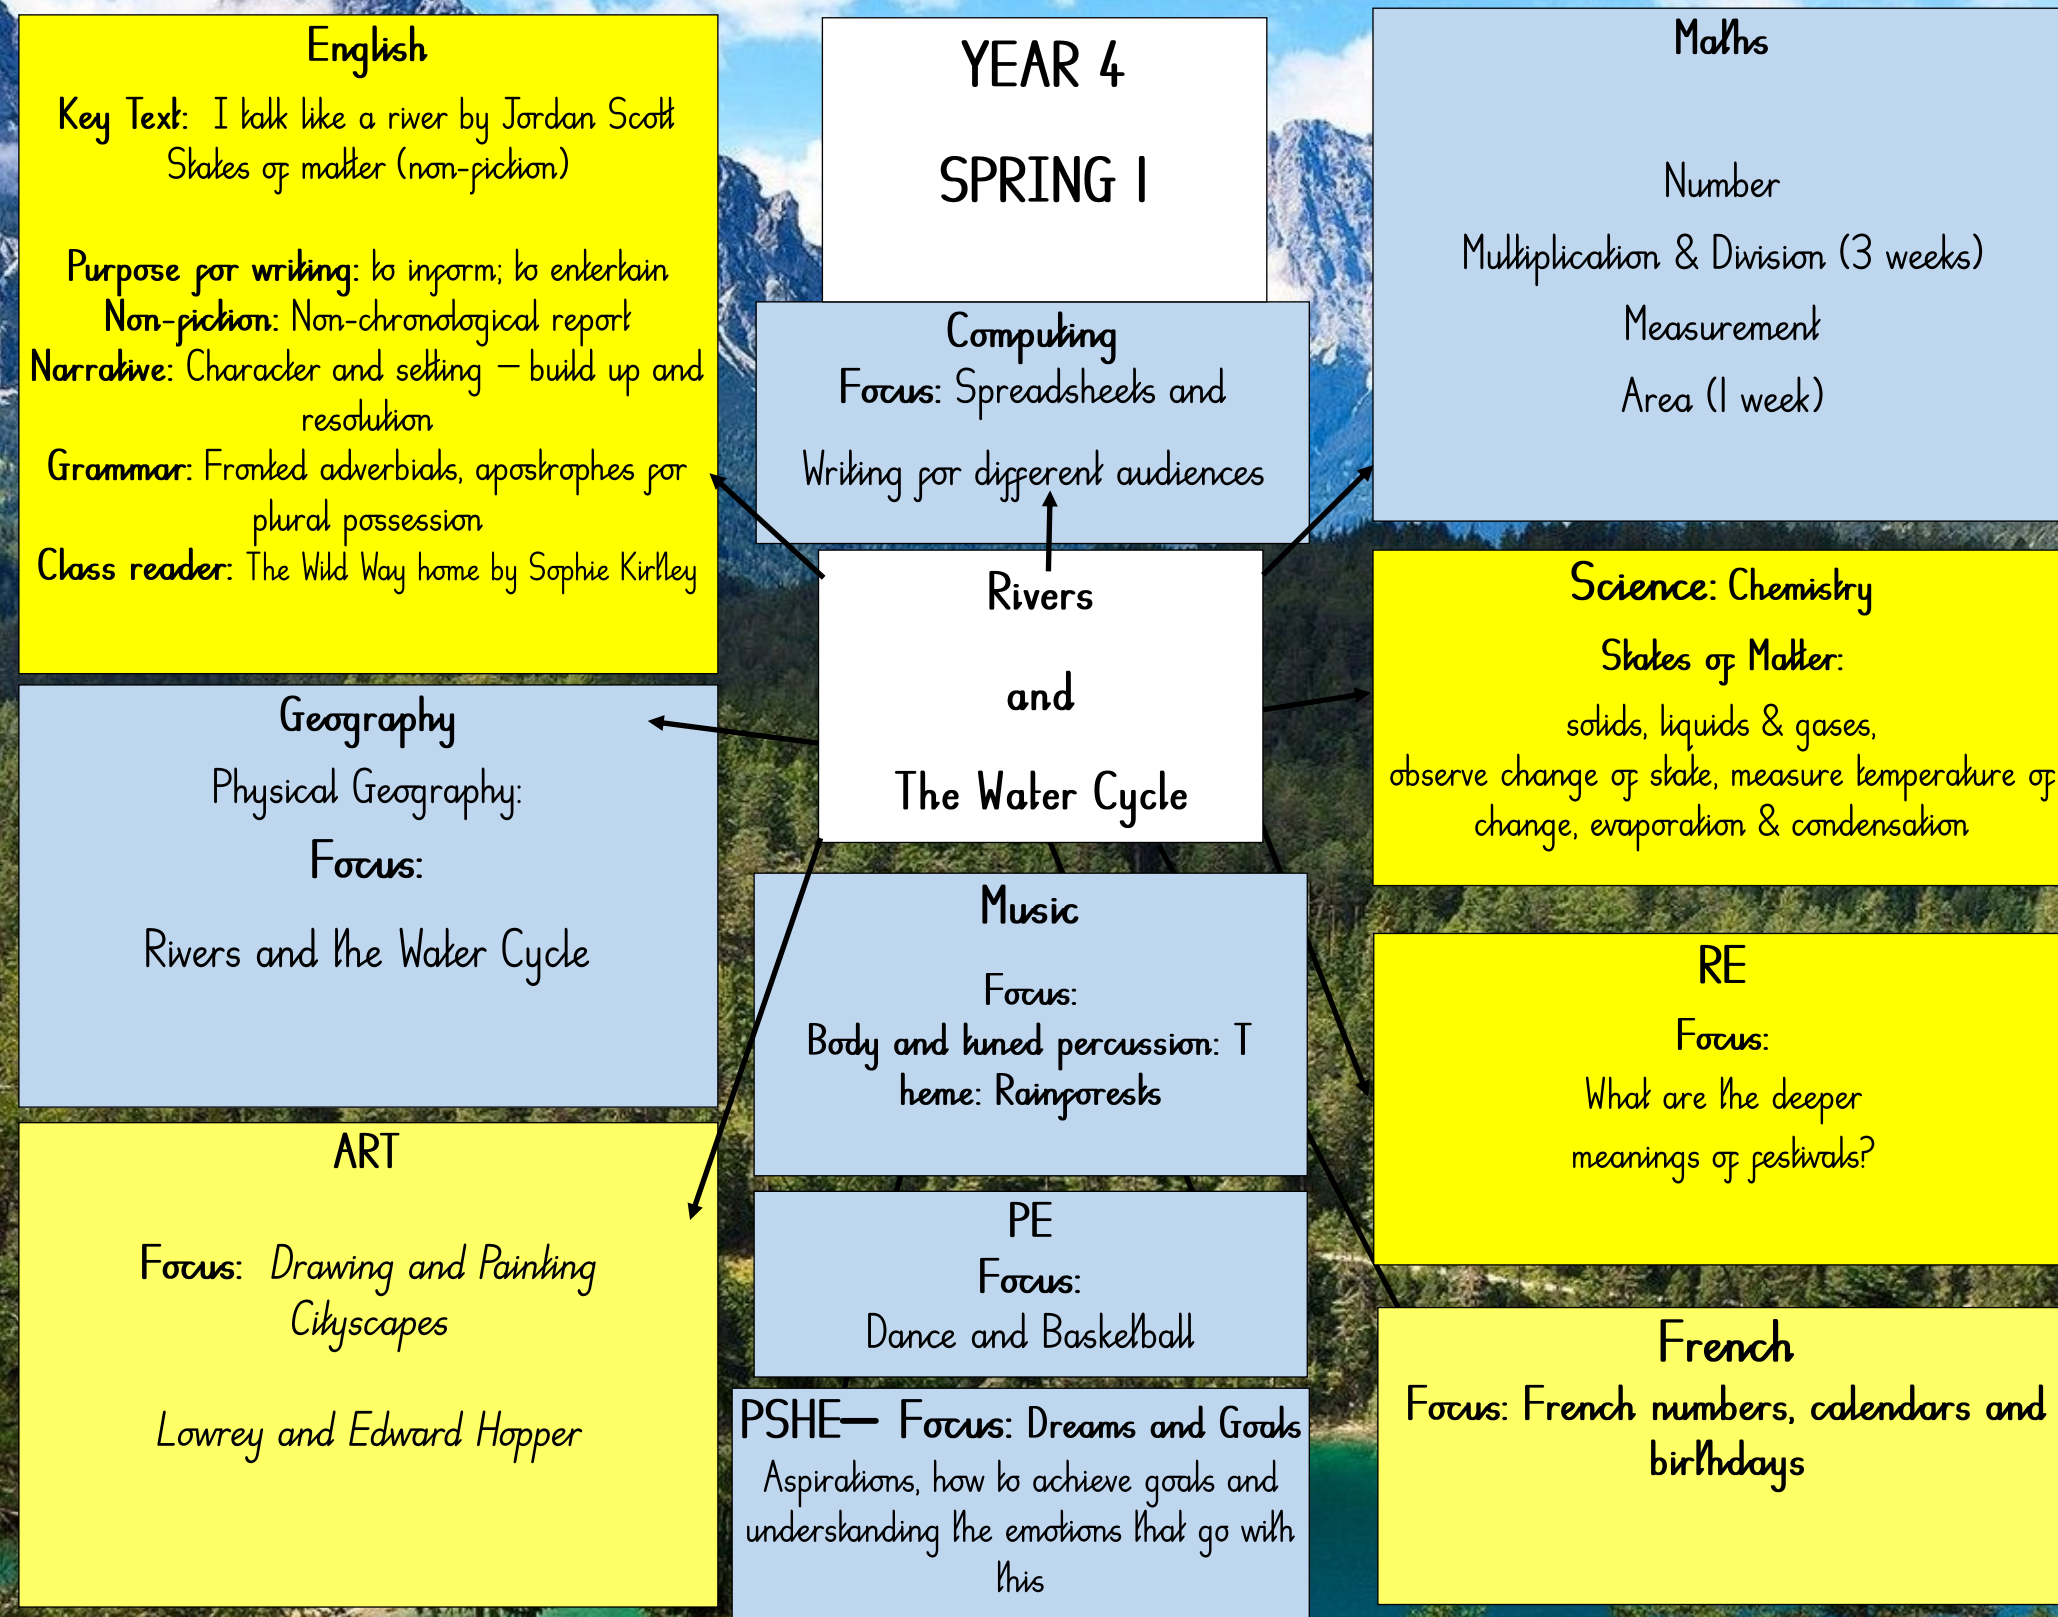 English
Key Text: I talk like a river by Jordan Scott
States of matter (non-fiction)
Purpose for writing: to inform; to entertain
Non-fiction: Non-chronological report
Narrative: Character and setting – build up and
resolution
Grammar: Fronted adverbials, apostrophes for
plural possession
Class reader: The Wild Way home by Sophie Kirtley
YEAR 4
SPRING 1
Computing
Focus: Spreadsheets and
Writing for different audiences
Maths
Number
Multiplication & Division (3 weeks)
Measurement
Area (1 week)
Rivers
and
The Water Cycle
Science: Chemistry
States of Matter:
solids, liquids & gases,
observe change of state, measure temperature of
change, evaporation & condensation
Geography
Physical Geography:
Focus:
Rivers and the Water Cycle
Music
Focus:
Body and tuned percussion: T
heme: Rainforests
RE
Focus:
What are the deeper
meanings of festivals?
ART
Focus: Drawing and Painting
Cityscapes
Lowrey and Edward Hopper
PE
Focus:
Dance and Basketball
PSHE– Focus: Dreams and Goals
Aspirations, how to achieve goals and
understanding the emotions that go with
this
French
Focus: French numbers, calendars and
birthdays